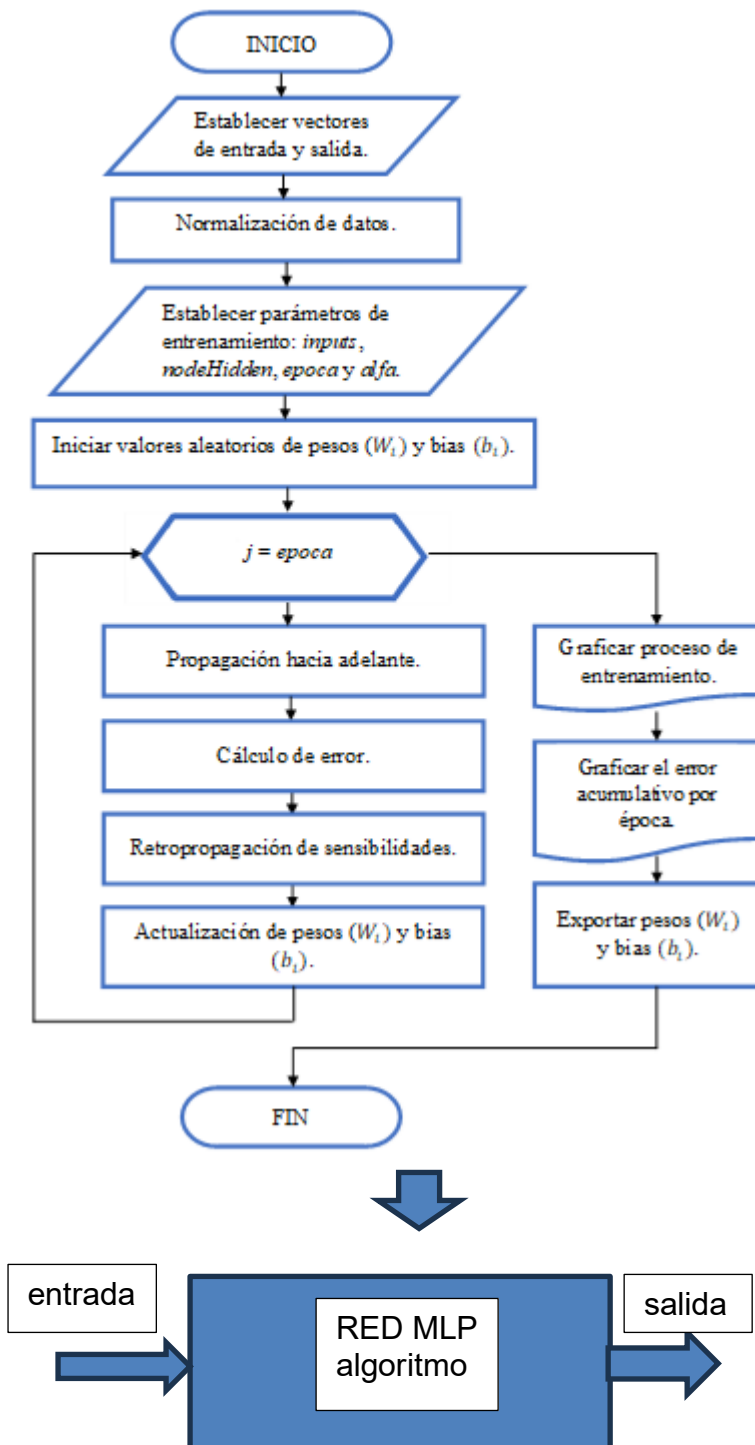 INICIO
Establecer vectores
de entrada y salida.
Normalización de datos.
Establecer parámetros de
entrenamiento: inputs,
nodeHidden, epoca y alfa.
Iniciar valores aleatorios de pesos (W₁) y bias (b₁).
j = epoca
Propagación hacia adelante.
Cálculo de error.
Retropropagación de sensibilidades.
Actualización de pesos (W₁) y bias
(b₁).
Graficar proceso de
entrenamiento.
Graficar el error
acumulativo por
época.
Exportar pesos (W₁)
y bias (b₁).
FIN
entrada
RED MLP
algoritmo
salida